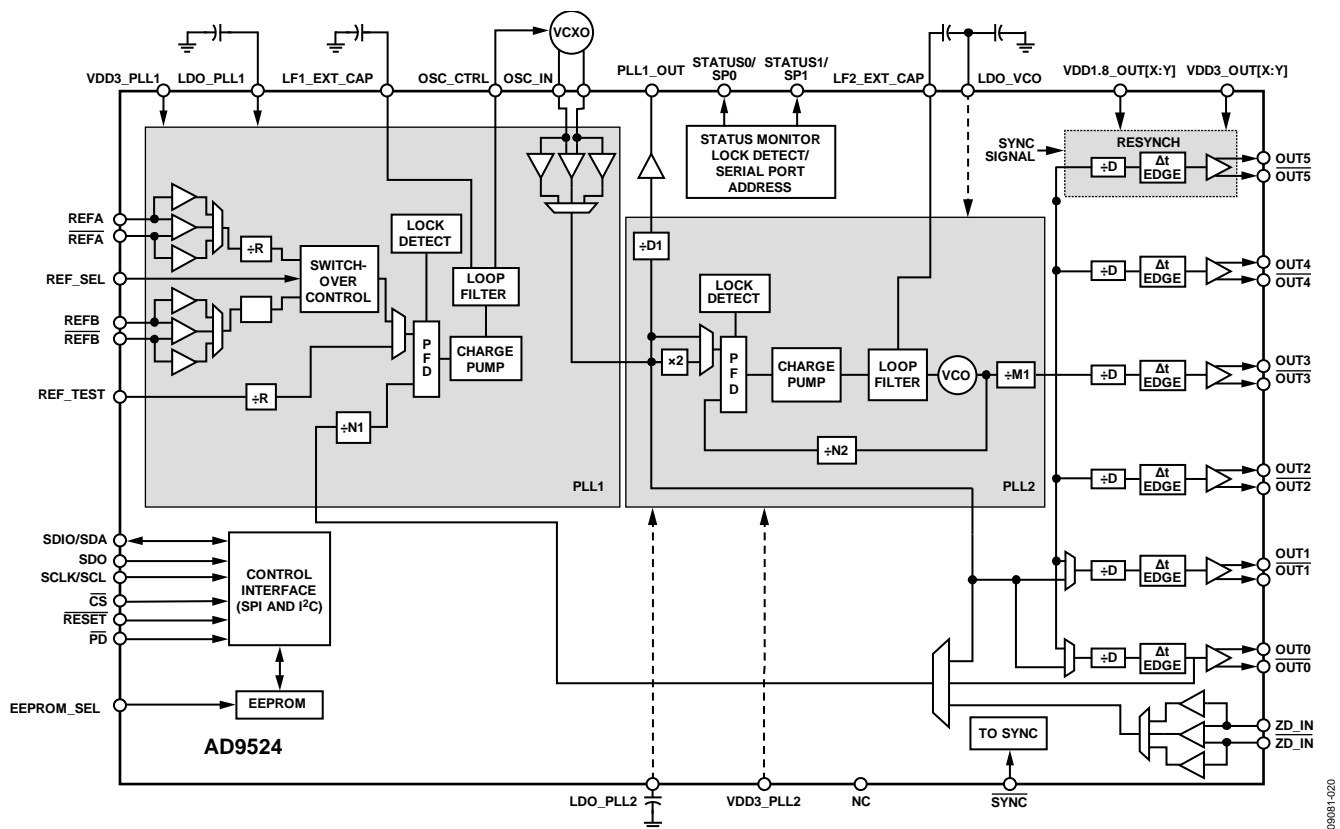 VCXO
VDD3_PLL1
LDO_PLL1
LF1_EXT_CAP
OSC_CTRL
OSC_IN
PLL1_OUT
STATUS0/
SP0
STATUS1/
SP1
LF2_EXT_CAP
LDO_VCO
VDD1.8_OUT[X:Y]
VDD3_OUT[X:Y]
STATUS MONITOR
LOCK DETECT/
SERIAL PORT
ADDRESS
SYNC
SIGNAL
RESYNCH
÷D
Δt
EDGE
OUT5
OUT5
REFA
REFA
÷R
LOCK
DETECT
SWITCH-
OVER
CONTROL
LOOP
FILTER
REF_SEL
REFB
REFB
PFD
CHARGE
PUMP
REF_TEST
÷R
÷N1
PLL1
÷D1
LOCK
DETECT
×2
PFD
CHARGE
PUMP
LOOP
FILTER
VCO
÷M1
÷N2
PLL2
÷D
Δt
EDGE
OUT4
OUT4
÷D
Δt
EDGE
OUT3
OUT3
÷D
Δt
EDGE
OUT2
OUT2
÷D
Δt
EDGE
OUT1
OUT1
÷D
Δt
EDGE
OUT0
OUT0
SDIO/SDA
SDO
SCLK/SCL
CS
RESET
PD
CONTROL
INTERFACE
(SPI AND I²C)
EEPROM_SEL
EEPROM
AD9524
TO SYNC
ZD_IN
ZD_IN
LDO_PLL2
VDD3_PLL2
NC
SYNC
09081-020